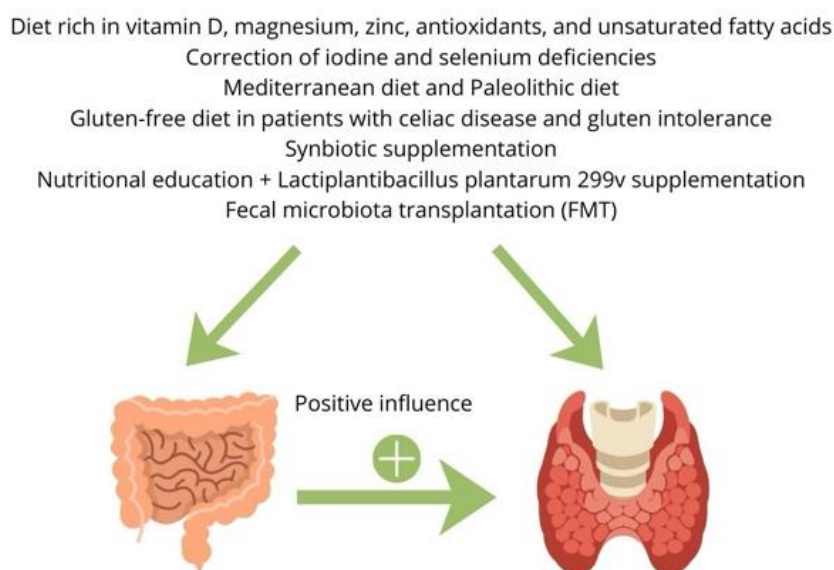 Diet rich in vitamin D, magnesium, zinc, antioxidants, and unsaturated fatty acids
Correction of iodine and selenium deficiencies
Mediterranean diet and Paleolithic diet
Gluten-free diet in patients with celiac disease and gluten intolerance
Synbiotic supplementation
Nutritional education + Lactiplantibacillus plantarum 299v supplementation
Fecal microbiota transplantation (FMT)
Positive influence
+